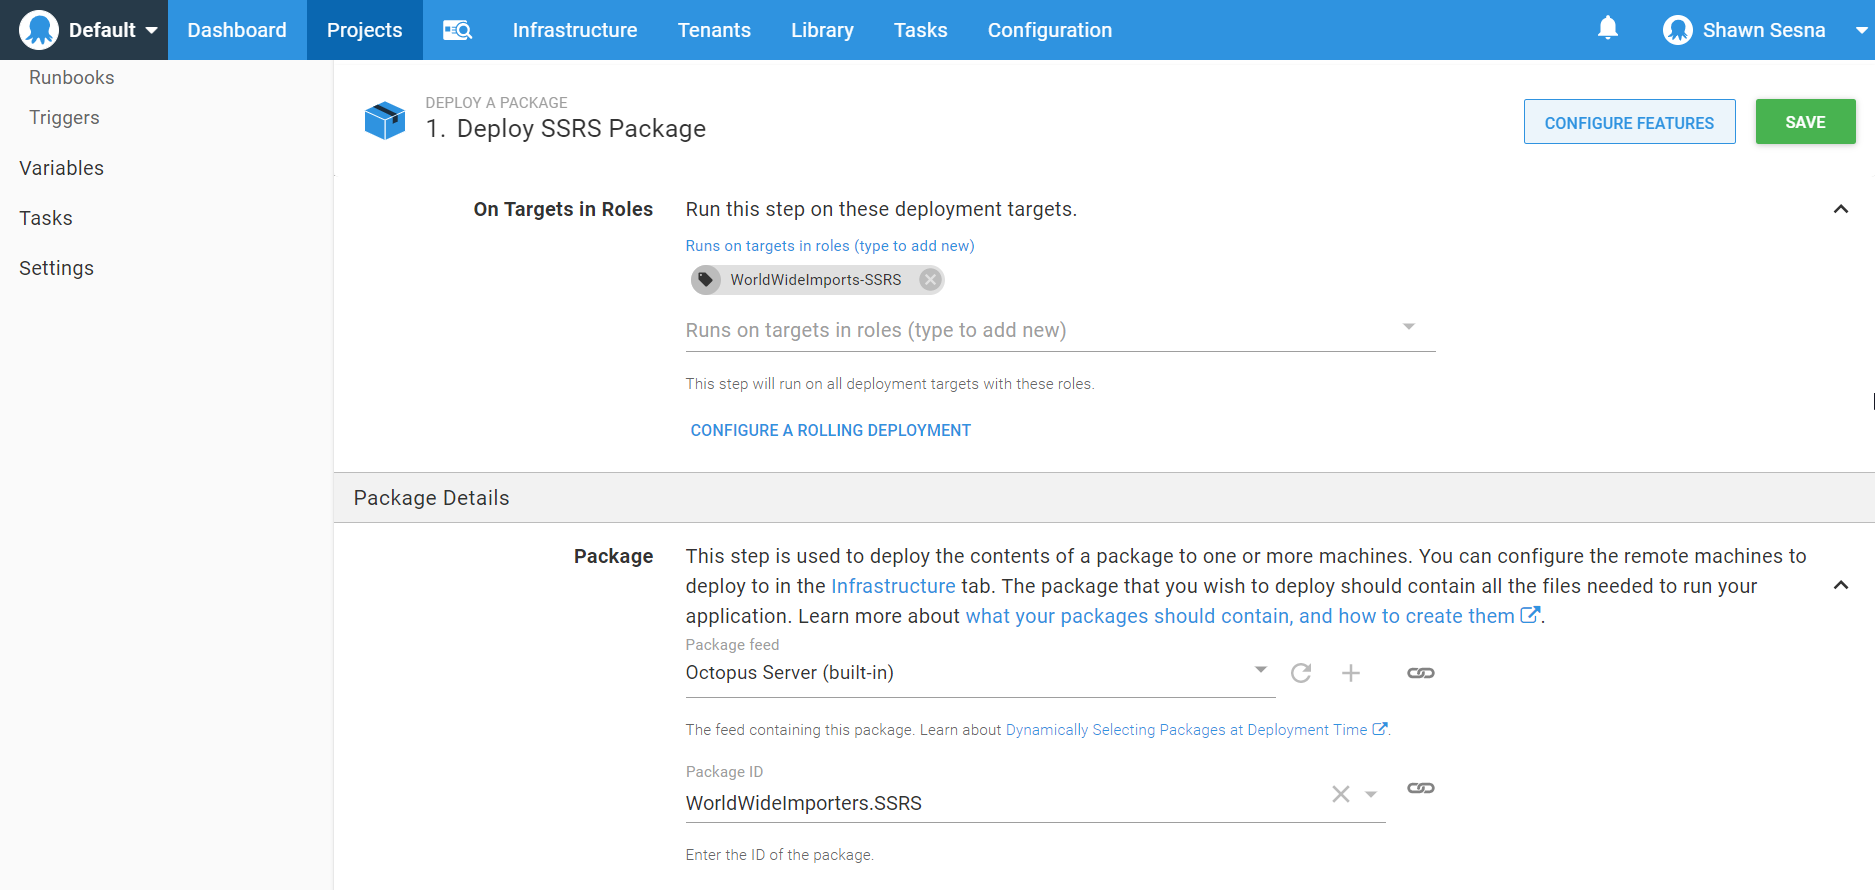 Default
Dashboard
Projects
Infrastructure
Tenants
Library
Tasks
Configuration
Shawn Sesna
Runbooks
Triggers
Variables
Tasks
Settings
DEPLOY A PACKAGE
1. Deploy SSRS Package
CONFIGURE FEATURES
SAVE
On Targets in Roles
Run this step on these deployment targets.
Runs on targets in roles (type to add new)
WorldWideImports-SSRS
Runs on targets in roles (type to add new)
This step will run on all deployment targets with these roles.
CONFIGURE A ROLLING DEPLOYMENT
Package Details
Package
This step is used to deploy the contents of a package to one or more machines. You can configure the remote machines to
deploy to in the Infrastructure tab. The package that you wish to deploy should contain all the files needed to run your
application. Learn more about what your packages should contain, and how to create them.
Package feed
Octopus Server (built-in)
The feed containing this package. Learn about Dynamically Selecting Packages at Deployment Time.
Package ID
WorldWideImporters.SSRS
Enter the ID of the package.